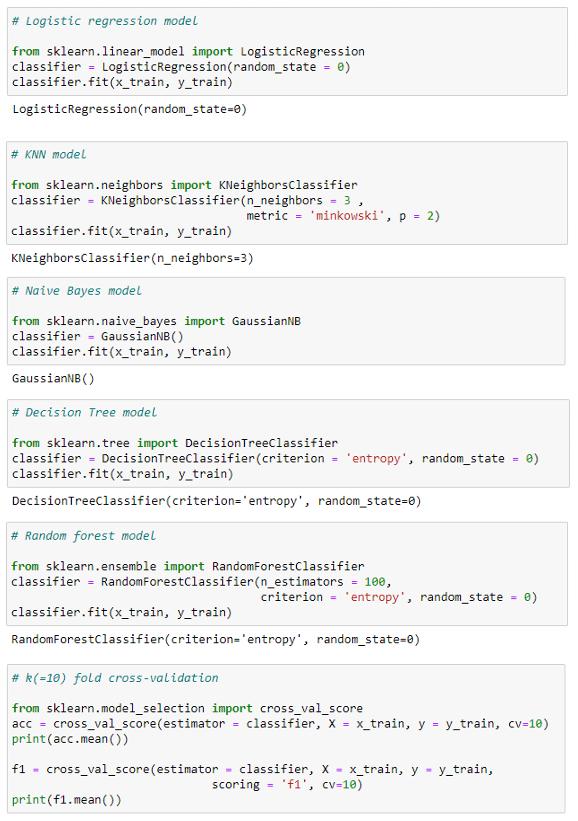 # Logistic regression model
from sklearn.linear_model import LogisticRegression
classifier = LogisticRegression(random_state = 0)
classifier.fit(x_train, y_train)
LogisticRegression(random_state=0)
# KNN model
from sklearn.neighbors import KNeighborsClassifier
classifier = KNeighborsClassifier(n_neighbors = 3 ,
metric = 'minkowski', p = 2)
classifier.fit(x_train, y_train)
KNeighborsClassifier(n_neighbors=3)
# Naive Bayes model
from sklearn.naive_bayes import GaussianNB
classifier = GaussianNB()
classifier.fit(x_train, y_train)
GaussianNB()
# Decision Tree model
from sklearn.tree import DecisionTreeClassifier
classifier = DecisionTreeClassifier(criterion = 'entropy', random_state = 0)
classifier.fit(x_train, y_train)
DecisionTreeClassifier(criterion='entropy', random_state=0)
# Random forest model
from sklearn.ensemble import RandomForestClassifier
classifier = RandomForestClassifier(n_estimators = 100,
criterion = 'entropy', random_state = 0)
classifier.fit(x_train, y_train)
RandomForestClassifier(criterion='entropy', random_state=0)
# k(=10) fold cross-validation
from sklearn.model_selection import cross_val_score
acc = cross_val_score(estimator = classifier, X = x_train, y = y_train, cv=10)
print(acc.mean())
f1 = cross_val_score(estimator = classifier, X = x_train, y = y_train,
scoring = 'f1', cv=10)
print(f1.mean())